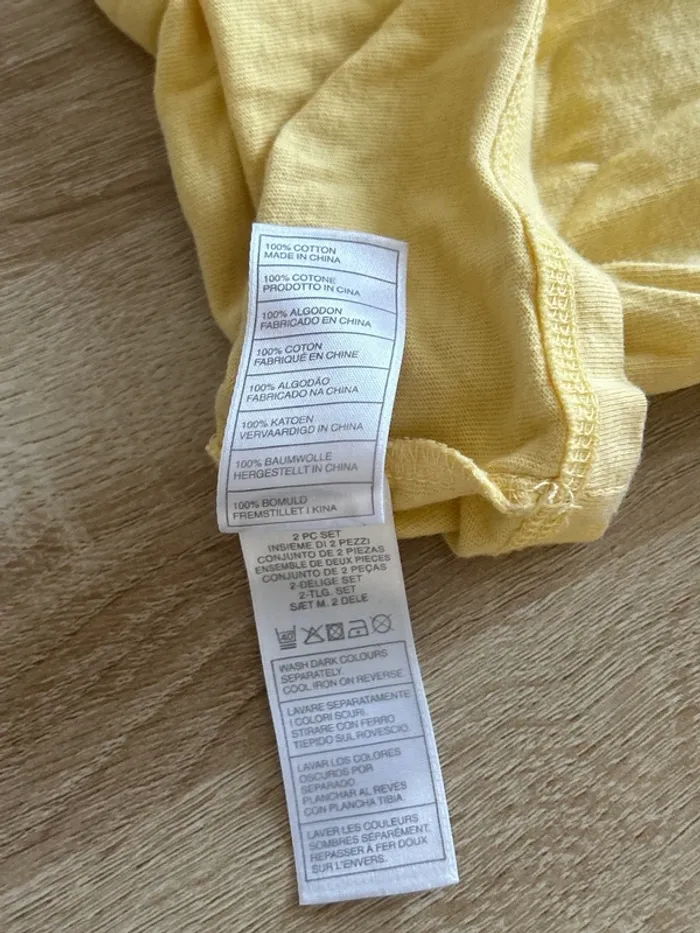 100% COTTON
MADE IN CHINA
100% COTONE
PRODOTTO IN CINA
100% ALGODON
FABRICADO EN CHINA
100% COTON
FABRIQUÉ EN CHINE
100% ALGODÃO
FABRICADO NA CHINA
100% KATOEN
VERVAARDIGD IN CHINA
100% BAUMWOLLE
HERGESTELLT IN CHINA
100% BOMULD
FREMSTILLET I KINA
2 PC SET
INSIEME DI 2 PEZZI
CONJUNTO DE 2 PIEZAS
ENSEMBLE DE DEUX PIECES
CONJUNTO DE 2 PEÇAS
2-DELIGE SET
2-TLG. SET
SÆT M. 2 DELE
40
WASH DARK COLOURS
SEPARATELY.
COOL IRON ON REVERSE
LAVARE SEPARATAMENTE
I COLORI SCURI.
STIRARE CON FERRO
TIEPIDO SUL ROVESCIO.
LAVAR LOS COLORES
OSCUROS POR
SEPARADO.
PLANCHAR AL REVES
CON PLANCHA TIBIA.
LAVER LES COULEURS
SOMBRES SÉPARÉMENT.
REPASSER À FER DOUX
SUR L'ENVERS.